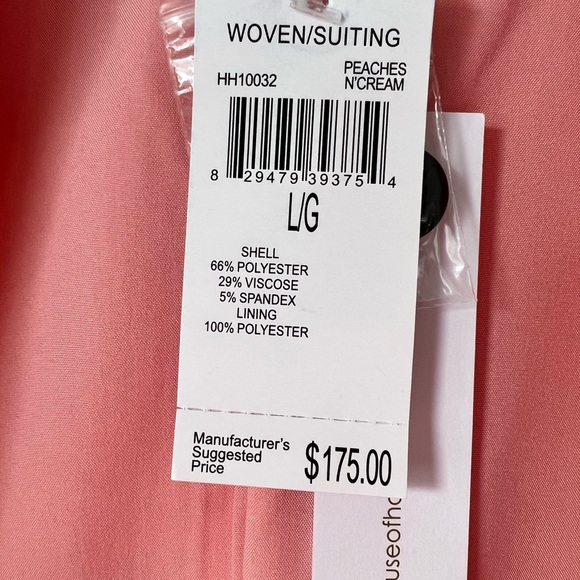 WOVEN/SUITING
HH10032
PEACHES
N'CREAM
8 29479 39375 4
L/G
SHELL
66% POLYESTER
29% VISCOSE
5% SPANDEX
LINING
100% POLYESTER
Manufacturer's
Suggested
Price
$175.00